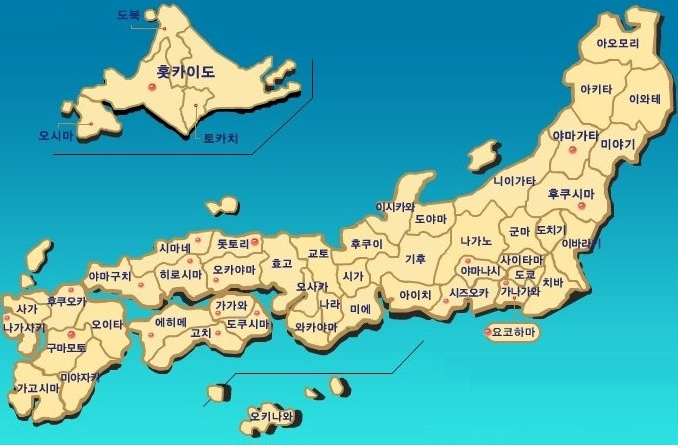 도북
홋카이도
오시마
토카치
아오모리
아키타
이와테
야마가타
미야기
니이가타
후쿠시마
이시카와
도야마
군마
도치기
이바라키
후쿠이
나가노
기후
사이타마
시마네
돗토리
효고
교토
야마나시
도쿄
야마구치
히로시마
오카야마
시가
오사카
아이치
시즈오카
가나가와
치바
나라
미에
와카야마
사가
후쿠오카
나가사키
오이타
에히메
가가와
고치
도쿠시마
요코하마
구마모토
미야자키
가고시마
오키나와